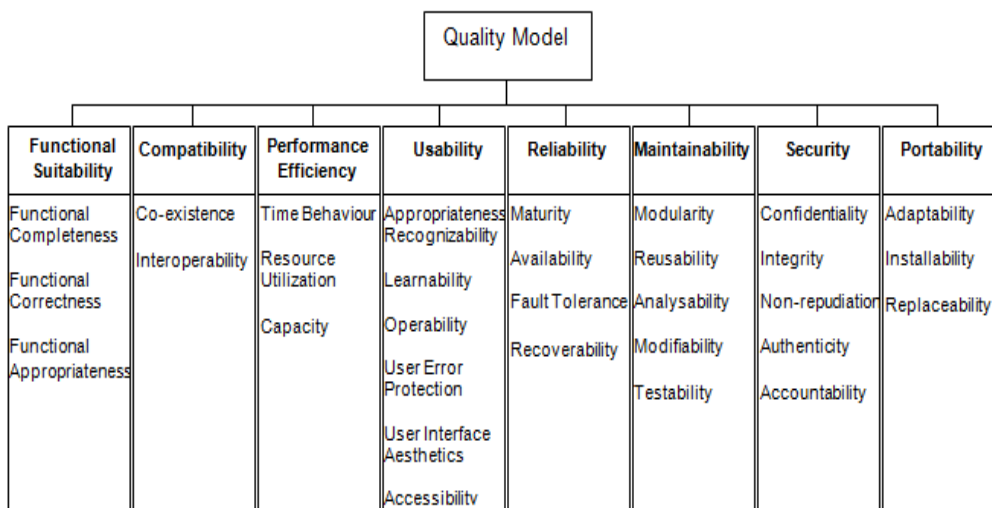 Quality Model
Functional
Suitability
Compatibility
Performance
Efficiency
Usability
Reliability
Maintainability
Security
Portability
Functional
Completeness
Functional
Correctness
Functional
Appropriateness
Co-existence
Interoperability
Time Behaviour
Resource
Utilization
Capacity
Appropriateness
Recognizability
Learnability
Operability
User Error
Protection
User Interface
Aesthetics
Accessibility
Maturity
Availability
Fault Tolerance
Recoverability
Modularity
Reusability
Analysability
Modifiability
Testability
Confidentiality
Integrity
Non-repudiation
Authenticity
Accountability
Adaptability
Installability
Replaceability